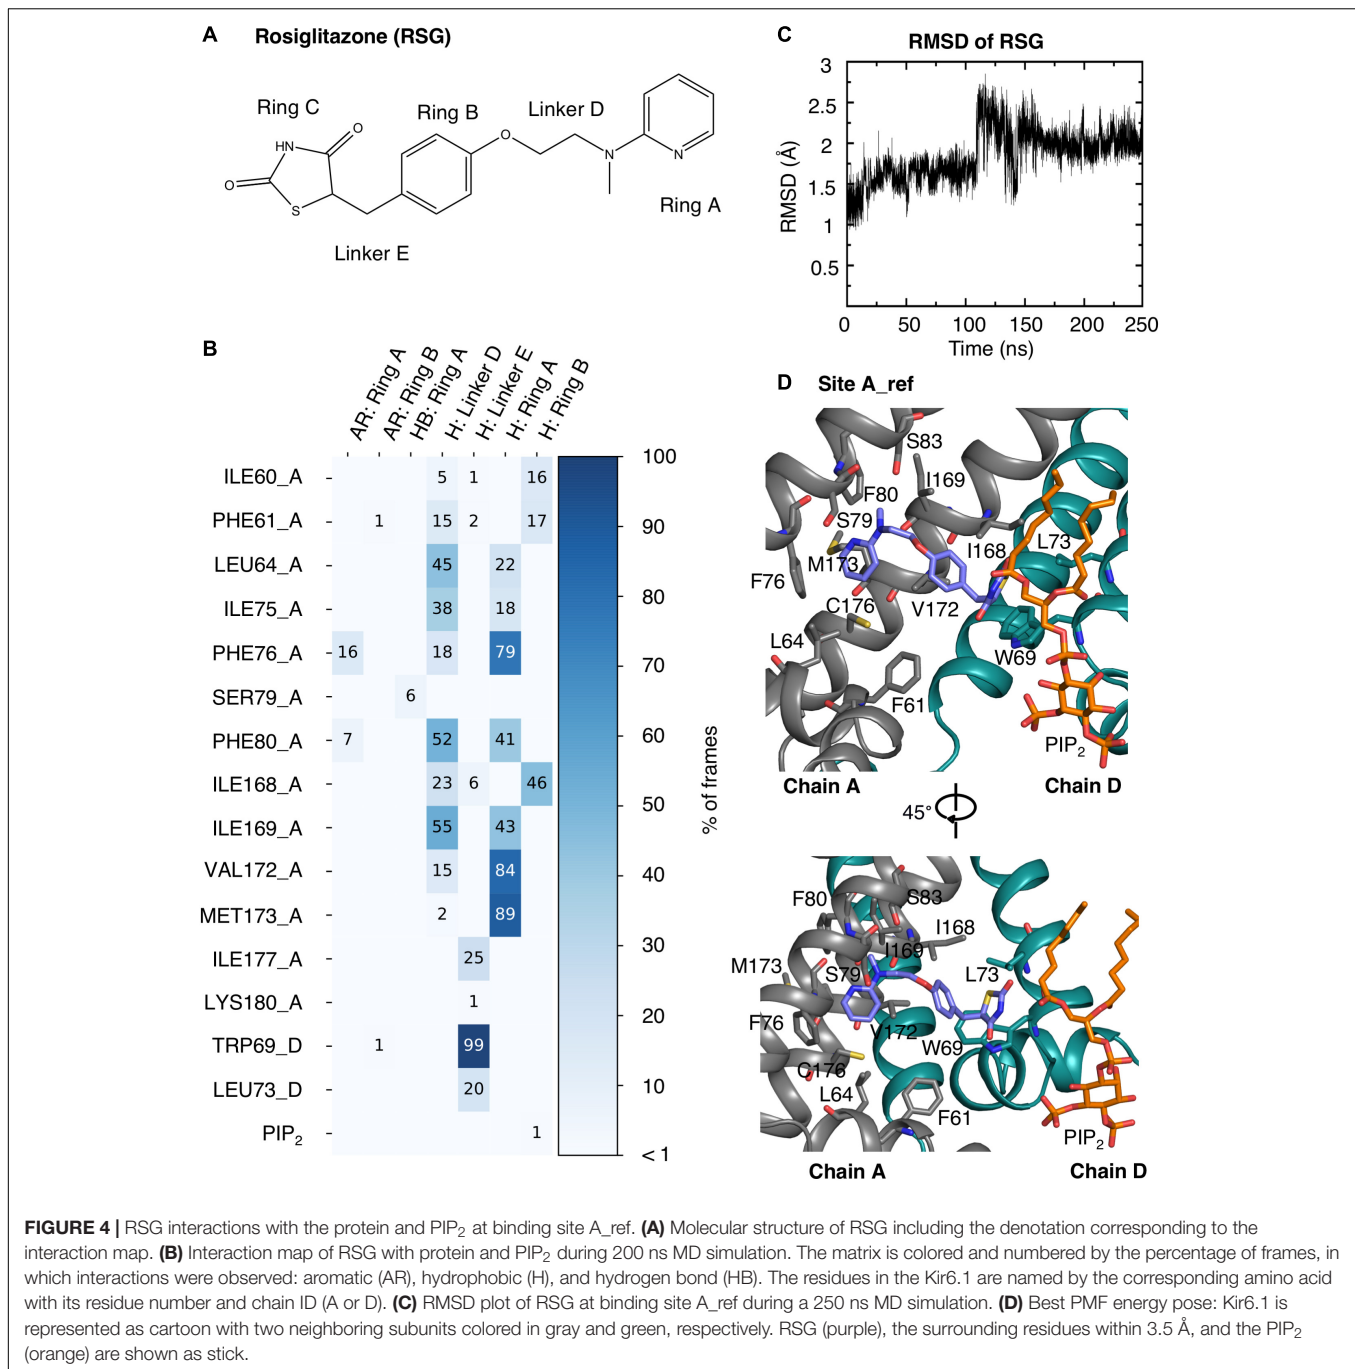 A Rosiglitazone (RSG)
Ring C
Ring B
Linker D
O
HN
O
O
N
N
S
Ring A
Linker E
C RMSD of RSG
3
2.5
2
1.5
1
0.5
RMSD (Å)
0 50 100 150 200 250
Time (ns)
B
AR: Ring A
AR: Ring B
HB: Ring A
H: Linker D
H: Linker E
H: Ring A
H: Ring B
ILE60_A 5 1 16
PHE61_A 1 15 2 17
LEU64_A 45 22
ILE75_A 38 18
PHE76_A 16 18 79
SER79_A 6
PHE80_A 7 52 41
ILE168_A 23 6 46
ILE169_A 55 43
VAL172_A 15 84
MET173_A 2 89
ILE177_A 25
LYS180_A 1
TRP69_D 1 99
LEU73_D 20
PIP2 1
100
90
80
70
60
50
40
30
20
10
< 1
% of frames
D Site A_ref
S83
I169
F80
S79
I168
L73
M173
F76
C176
V172
L64
W69
F61
PIP2
Chain A Chain D
45°
F80
S83
I168
I169
M173
S79
L73
F76
V172
W69
C176
L64
F61
PIP2
Chain A Chain D
FIGURE 4 | RSG interactions with the protein and PIP2 at binding site A_ref. (A) Molecular structure of RSG including the denotation corresponding to the
interaction map. (B) Interaction map of RSG with protein and PIP2 during 200 ns MD simulation. The matrix is colored and numbered by the percentage of frames, in
which interactions were observed: aromatic (AR), hydrophobic (H), and hydrogen bond (HB). The residues in the Kir6.1 are named by the corresponding amino acid
with its residue number and chain ID (A or D). (C) RMSD plot of RSG at binding site A_ref during a 250 ns MD simulation. (D) Best PMF energy pose: Kir6.1 is
represented as cartoon with two neighboring subunits colored in gray and green, respectively. RSG (purple), the surrounding residues within 3.5 Å, and the PIP2
(orange) are shown as stick.